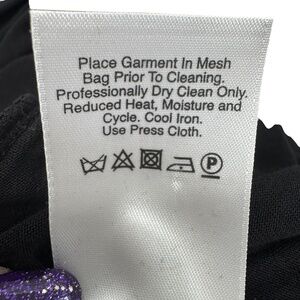 Place Garment In Mesh
Bag Prior To Cleaning.
Professionally Dry Clean Only.
Reduced Heat, Moisture and
Cycle. Cool Iron.
Use Press Cloth.
P